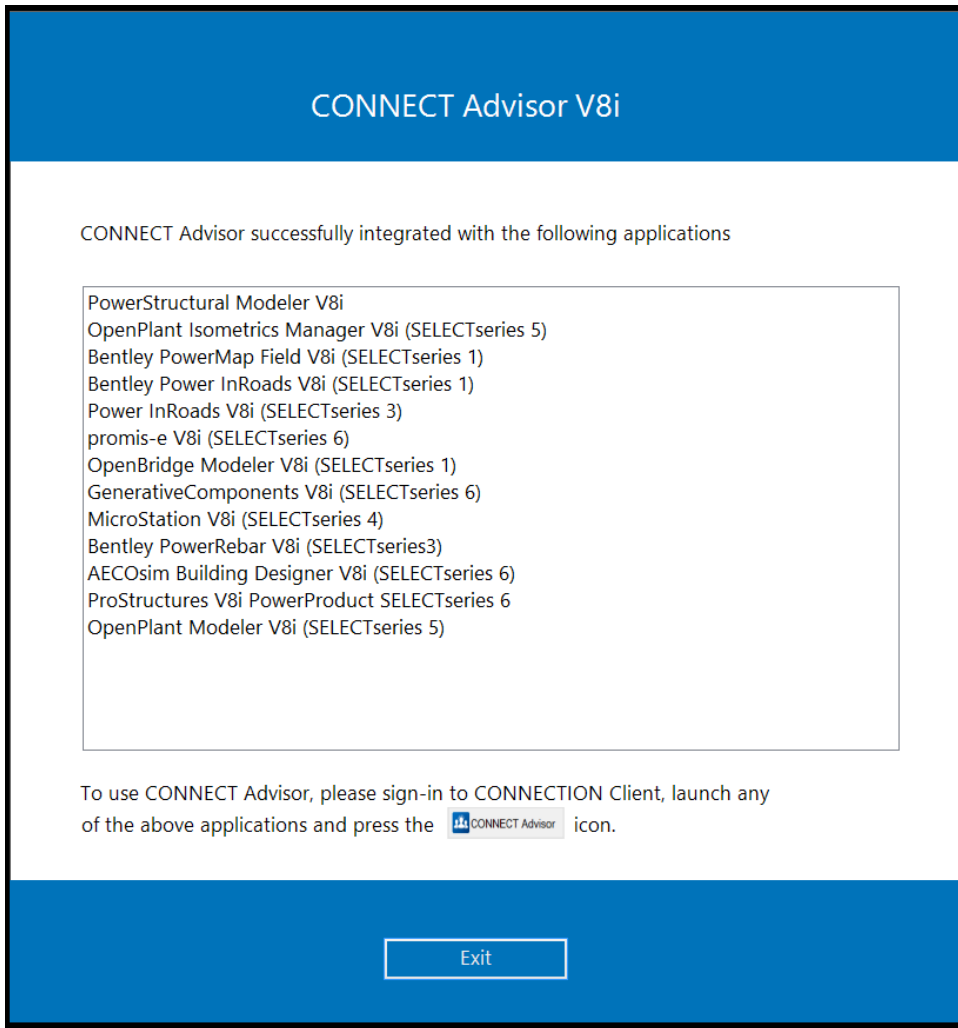 CONNECT Advisor V8i
CONNECT Advisor successfully integrated with the following applications
PowerStructural Modeler V8i
OpenPlant Isometrics Manager V8i (SELECTseries 5)
Bentley PowerMap Field V8i (SELECTseries 1)
Bentley Power InRoads V8i (SELECTseries 1)
Power InRoads V8i (SELECTseries 3)
promis-e V8i (SELECTseries 6)
OpenBridge Modeler V8i (SELECTseries 1)
GenerativeComponents V8i (SELECTseries 6)
MicroStation V8i (SELECTseries 4)
Bentley PowerRebar V8i (SELECTseries3)
AECOsim Building Designer V8i (SELECTseries 6)
ProStructures V8i PowerProduct SELECTseries 6
OpenPlant Modeler V8i (SELECTseries 5)
To use CONNECT Advisor, please sign-in to CONNECTION Client, launch any
of the above applications and press the CONNECT Advisor icon.
Exit